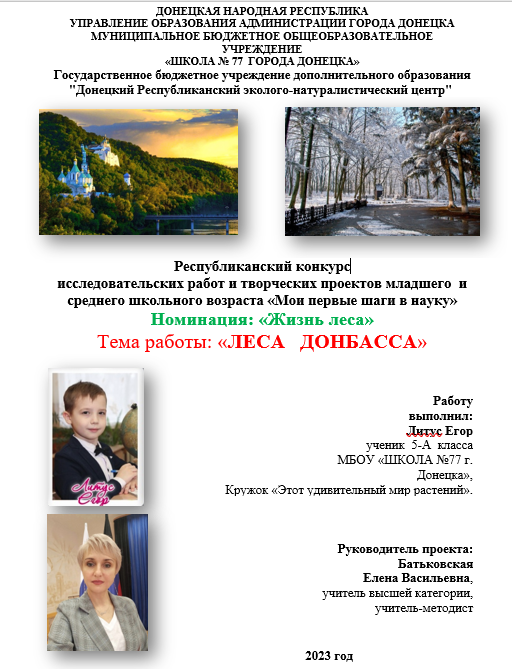 ДОНЕЦКАЯ НАРОДНАЯ РЕСПУБЛИКА
УПРАВЛЕНИЕ ОБРАЗОВАНИЯ АДМИНИСТРАЦИИ ГОРОДА ДОНЕЦКА
МУНИЦИПАЛЬНОЕ БЮДЖЕТНОЕ ОБЩЕОБРАЗОВАТЕЛЬНОЕ
УЧРЕЖДЕНИЕ
«ШКОЛА № 77 ГОРОДА ДОНЕЦКА»
Государственное бюджетное учреждение дополнительного образования
"Донецкий Республиканский эколого-натуралистический центр"
Республиканский конкурс
исследовательских работ и творческих проектов младшего и
среднего школьного возраста «Мои первые шаги в науку»
Номинация: «Жизнь леса»
Тема работы: «ЛЕСА ДОНБАССА»
Работу
выполнил:
Литус Егор
ученик 5-А класса
МБОУ «ШКОЛА №77 г.
Донецка»,
Кружок «Этот удивительный мир растений».
Литус
Егор
Руководитель проекта:
Батьковская
Елена Васильевна,
учитель высшей категории,
учитель-методист
2023 год